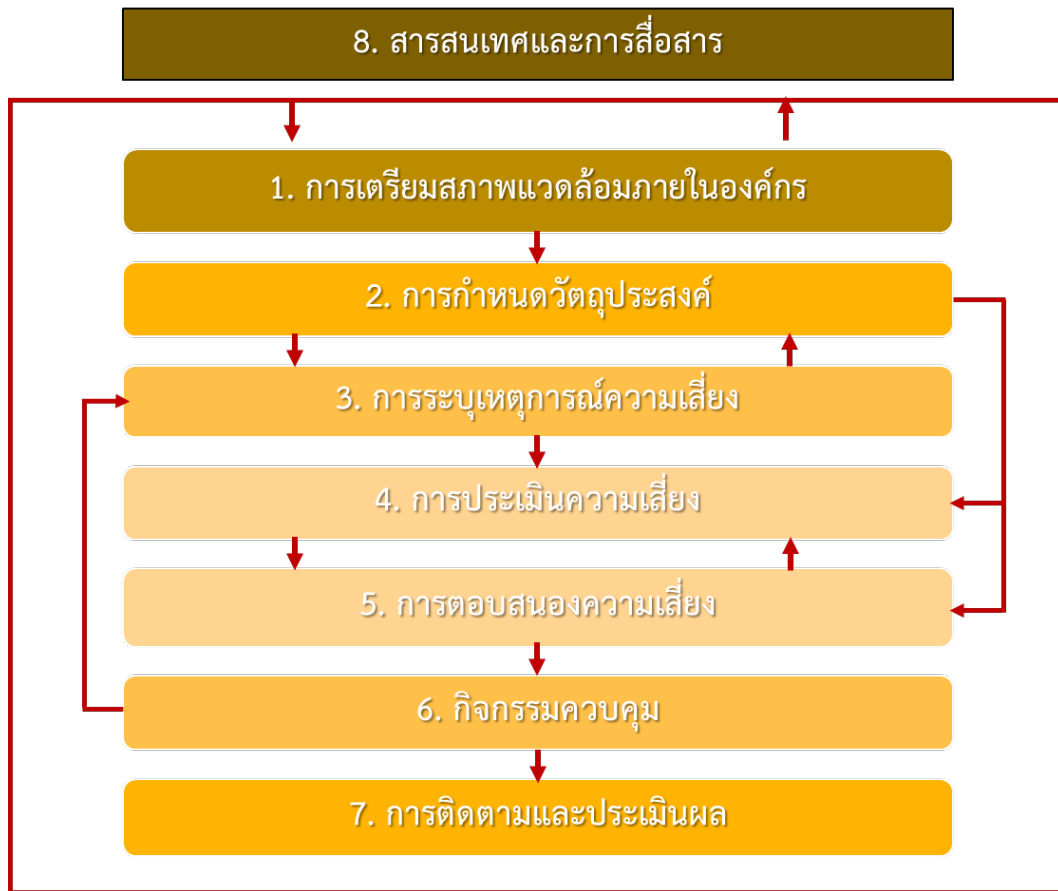 8. สารสนเทศและการสื่อสาร
1. การเตรียมสภาพแวดล้อมภายในองค์กร
2. การกำหนดวัตถุประสงค์
3. การระบุเหตุการณ์ความเสี่ยง
4. การประเมินความเสี่ยง
5. การตอบสนองความเสี่ยง
6. กิจกรรมควบคุม
7. การติดตามและประเมินผล